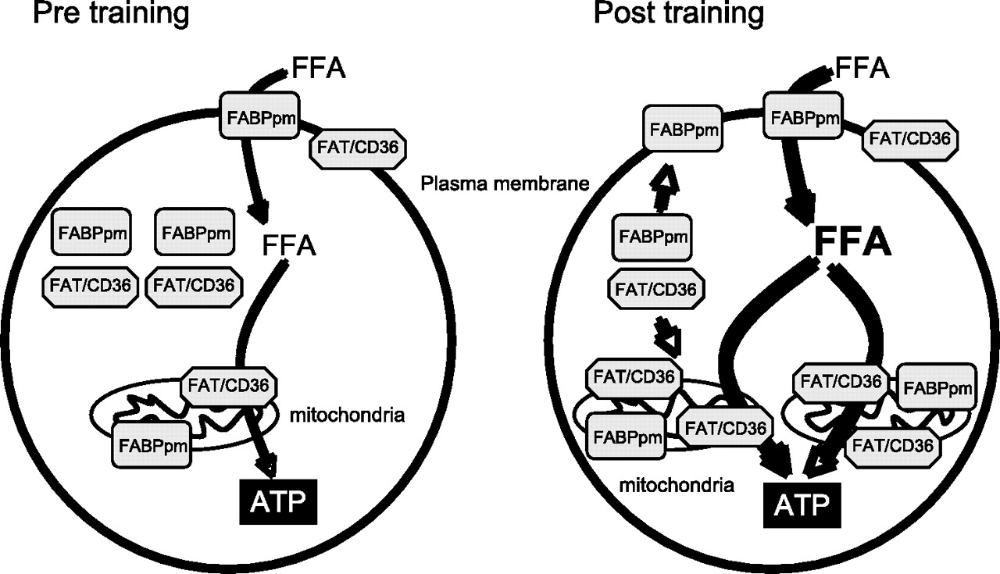 Pre training
FFA
FABPpm
FAT/CD36
FABPpm
FABPpm
FFA
FAT/CD36
FAT/CD36
FAT/CD36
mitochondria
FABPpm
ATP
Plasma membrane
Post training
FFA
FABPpm
FABPpm
FAT/CD36
FABPpm
FFA
FAT/CD36
FAT/CD36
FAT/CD36
FABPpm
FABPpm
FAT/CD36
FAT/CD36
mitochondria
ATP